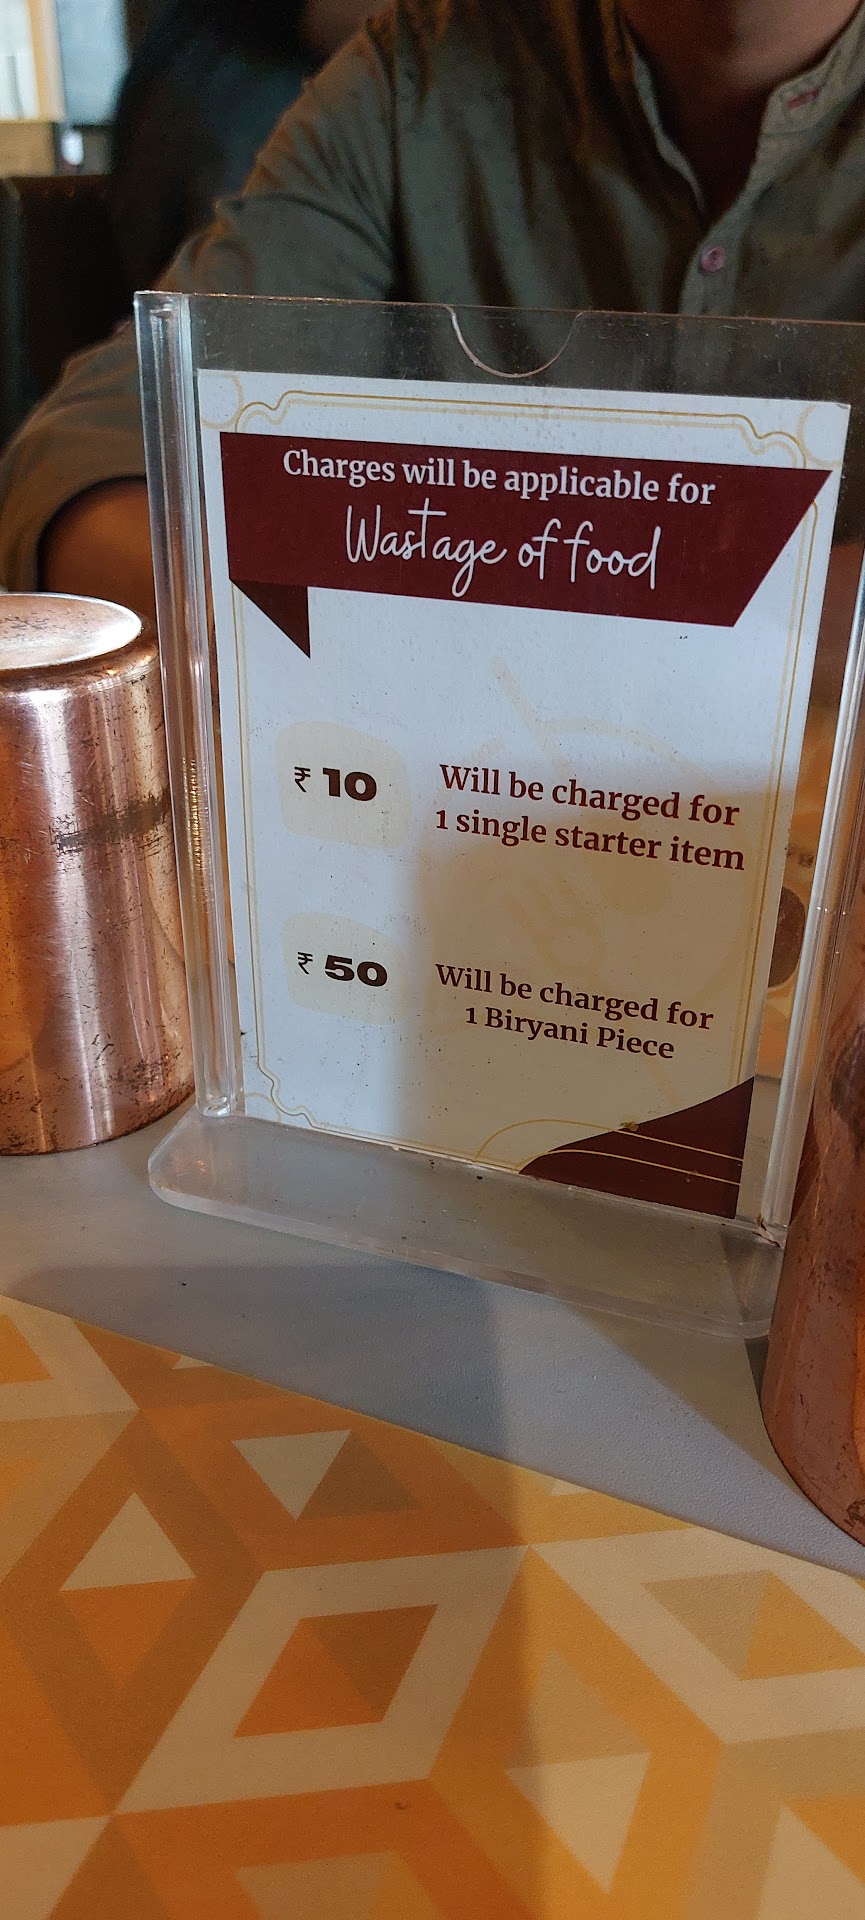 Charges will be applicable for
Wastage of food
₹ 10
Will be charged for
1 single starter item
₹ 50
Will be charged for
1 Biryani Piece